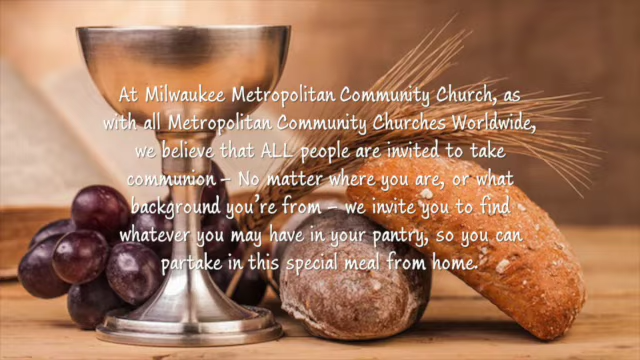 At Milwaukee Metropolitan Community Church, as
with all Metropolitan Community Churches Worldwide,
we believe that ALL people are invited to take
communion – No matter where you are, or what
background you're from – we invite you to find
whatever you may have in your pantry, so you can
partake in this special meal from home.